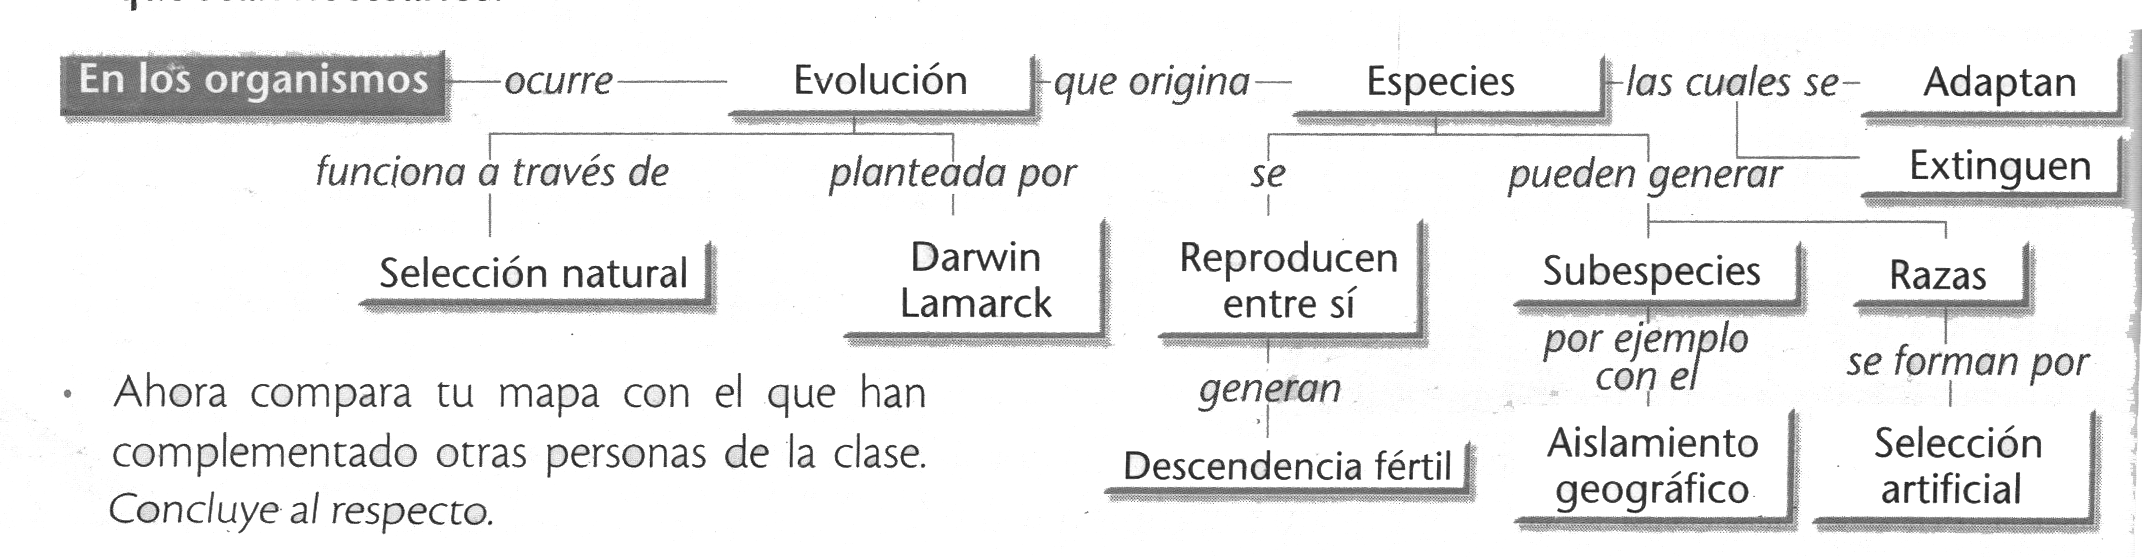 En los organismos ocurre Evolución que origina Especies las cuales se Adaptan
Extinguen
funciona a través de planteada por se pueden generar
Selección natural
Darwin
Lamarck
Reproducen
entre sí
Subespecies
Razas
por ejemplo
con el
se forman por
generan
Descendencia fértil
Aislamiento
geográfico
Selección
artificial
• Ahora compara tu mapa con el que han
complementado otras personas de la clase.
Concluye al respecto.